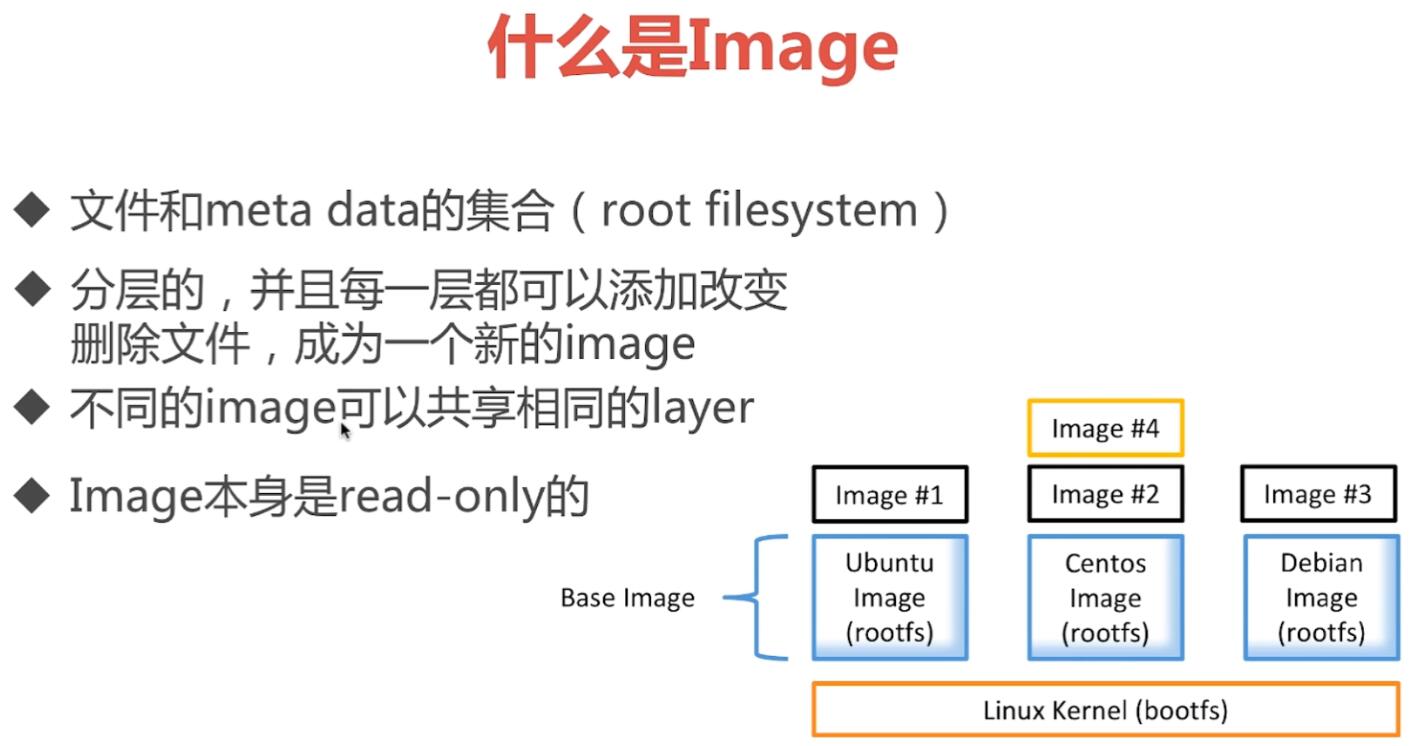 什么是Image
文件和meta data的集合（root filesystem）
分层的，并且每一层都可以添加改变
删除文件，成为一个新的image
不同的image可以共享相同的layer
Image本身是read-only的
Image #4
Image #1
Image #2
Image #3
Base Image
Ubuntu
Image
(rootfs)
Centos
Image
(rootfs)
Debian
Image
(rootfs)
Linux Kernel (bootfs)